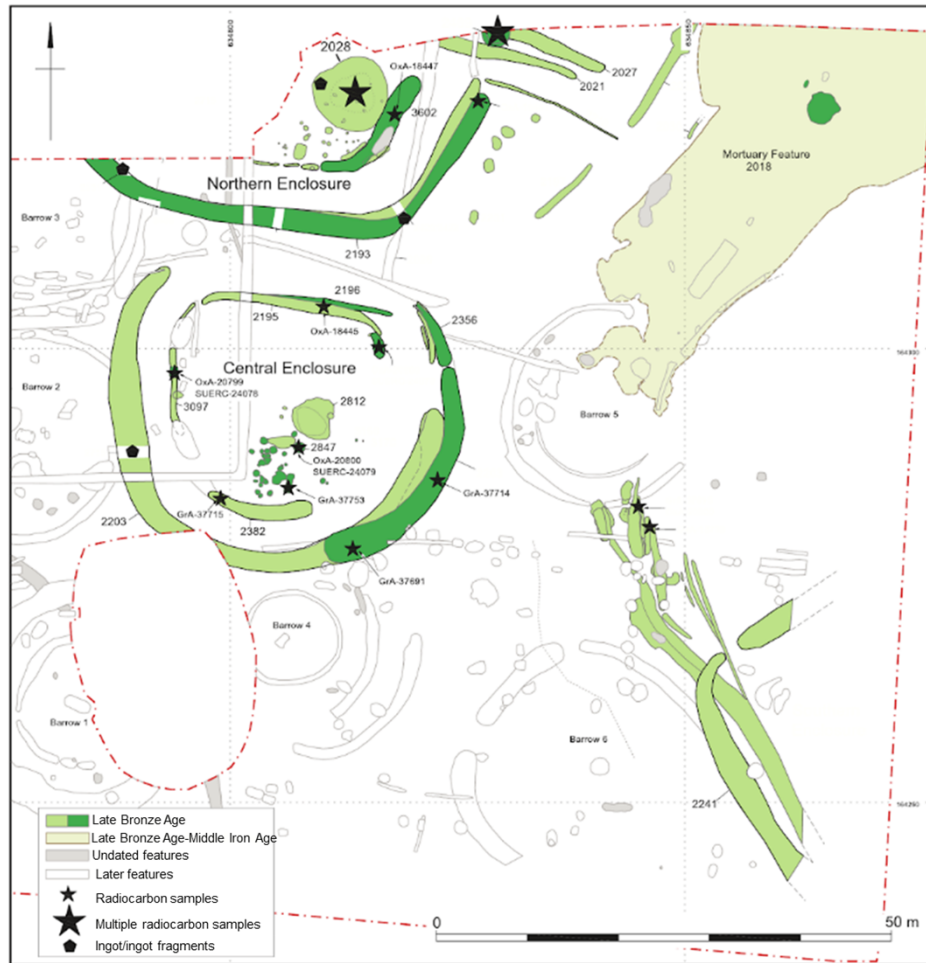 634800
634850
2028
OxA-18447
2027
2021
3602
Mortuary Feature
2018
Northern Enclosure
Barrow 3
2193
2196
2195
OxA-18445
2356
164300
Central Enclosure
OxA-20799
SUERC-24078
Barrow 2
3097
2812
Barrow 5
2847
OxA-20800
SUERC-24079
GrA-37753
GrA-37714
GrA-37715
2203
2382
GrA-37691
Barrow 4
Barrow 1
Barrow 6
2241
164250
Late Bronze Age
Late Bronze Age-Middle Iron Age
Undated features
Later features
Radiocarbon samples
Multiple radiocarbon samples
Ingot/ingot fragments
0
50 m